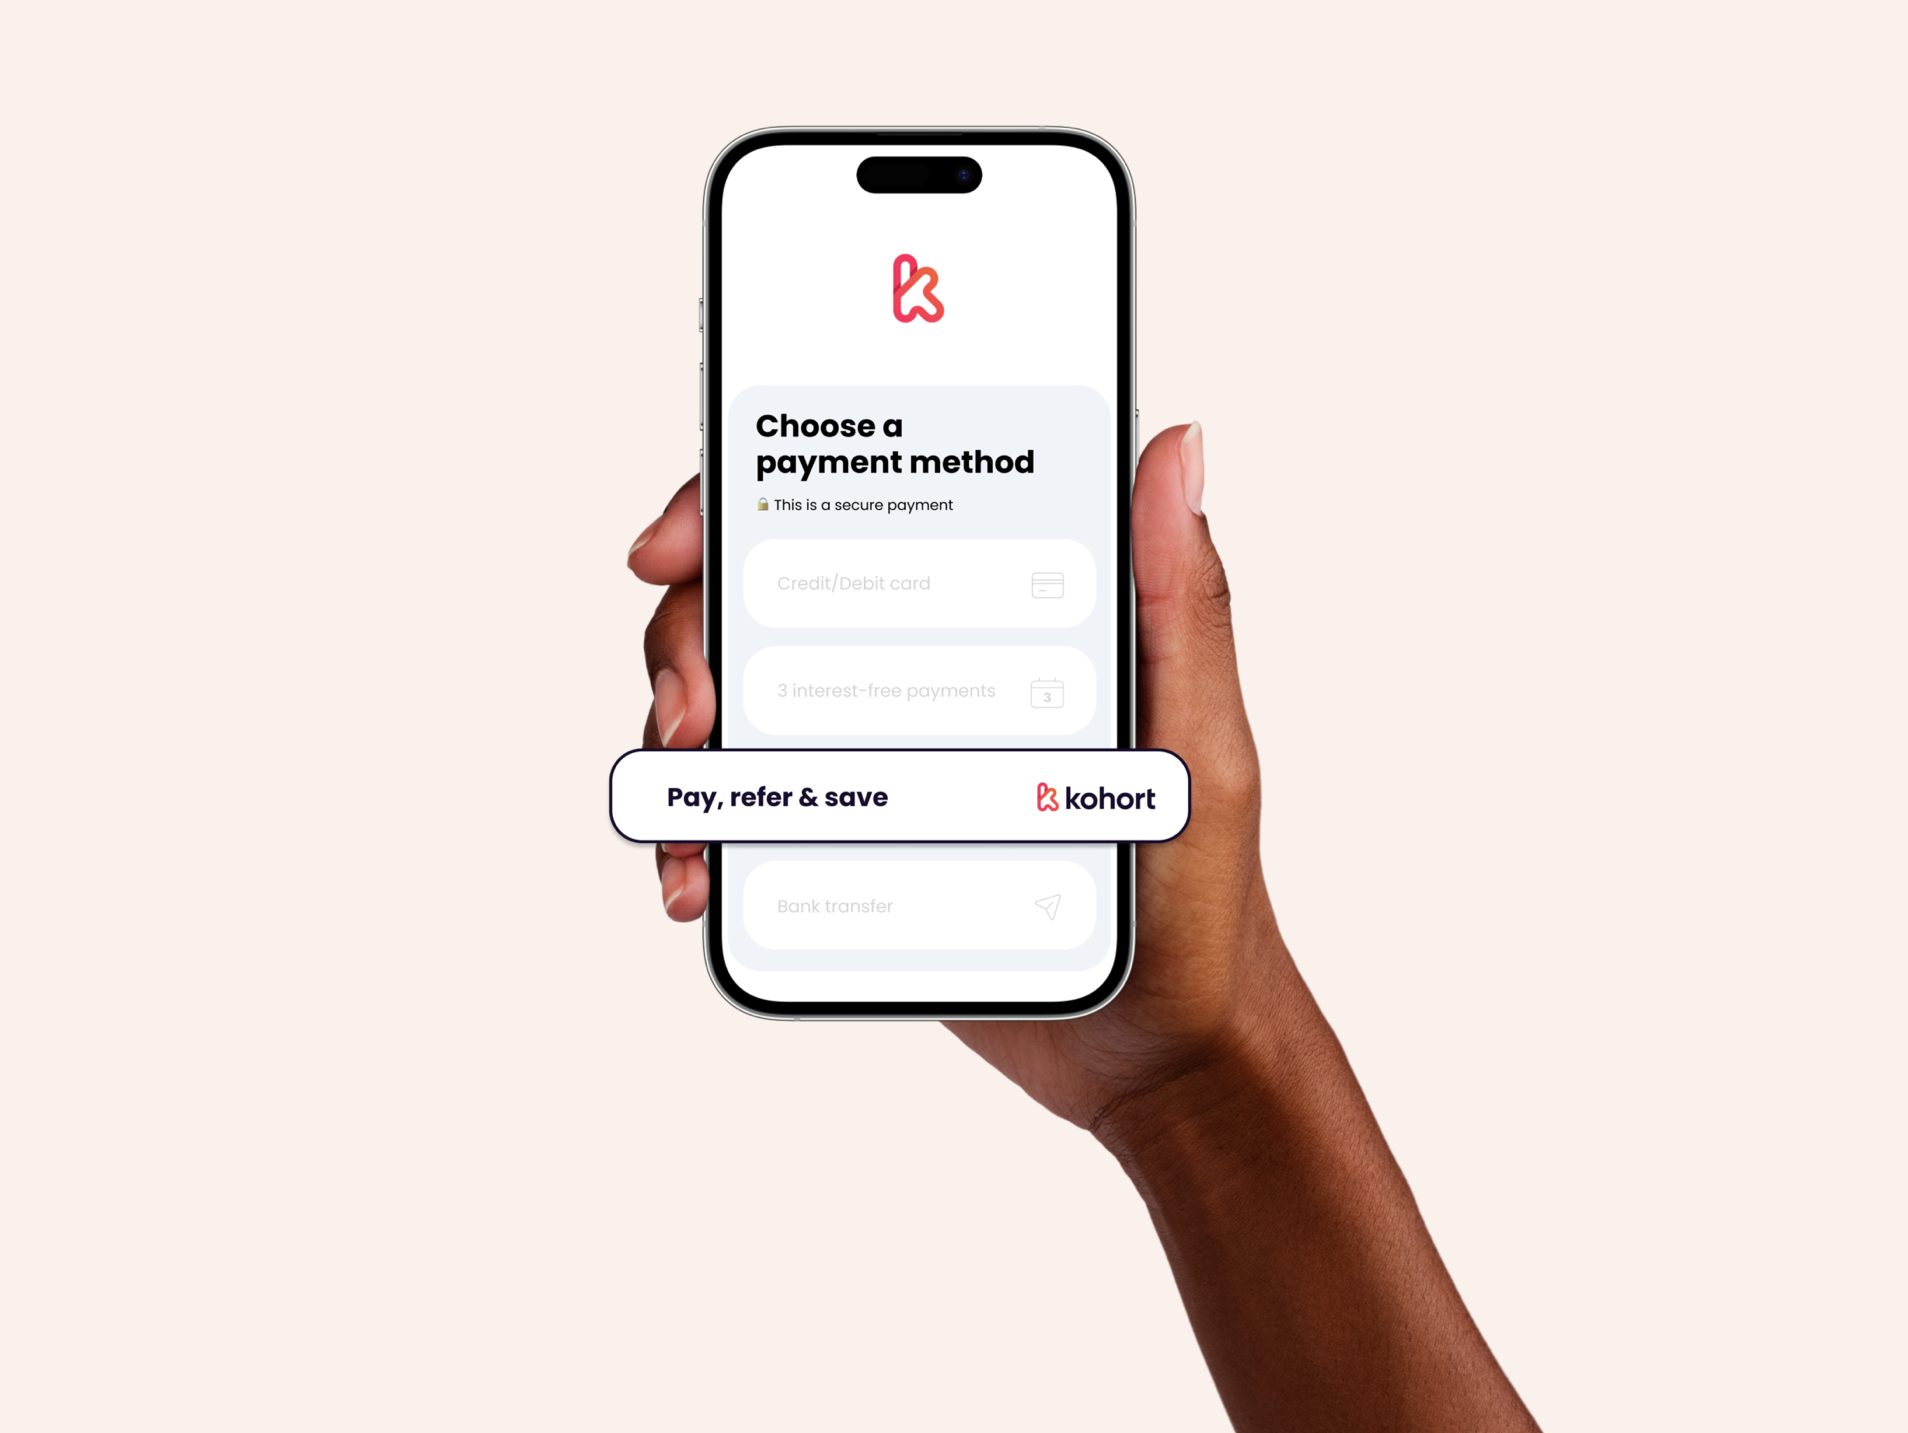 Choose a
payment method
🔒 This is a secure payment
Credit/Debit card
3 interest-free payments
3
Pay, refer & save
kohort
Bank transfer